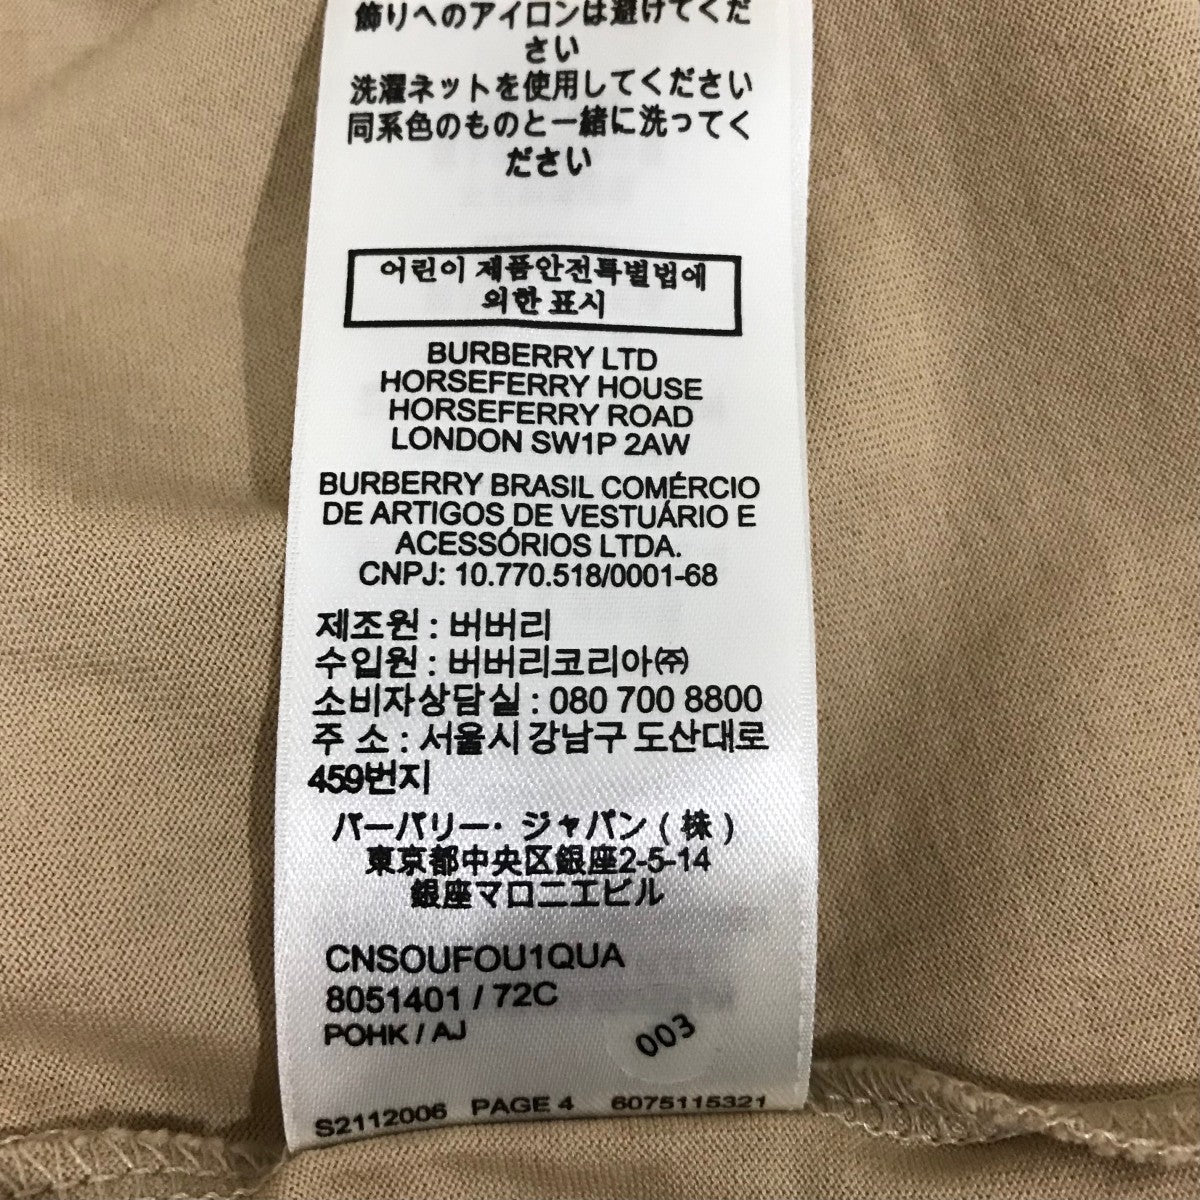 飾りへのアイロンは避けてくだ
さい
洗濯ネットを使用してください
同系色のものと一緒に洗ってく
ださい
어린이 제품안전특별법에
의한 표시
BURBERRY LTD
HORSEFERRY HOUSE
HORSEFERRY ROAD
LONDON SW1P 2AW
BURBERRY BRASIL COMÉRCIO
DE ARTIGOS DE VESTUÁRIO E
ACESSÓRIOS LTDA.
CNPJ: 10.770.518/0001-68
제조원 : 버버리
수입원 : 버버리코리아㈜
소비자상담실 : 080 700 8800
주 소 : 서울시 강남구 도산대로
459번지
バーバリー・ジャパン ( 株 )
東京都中央区銀座2-5-14
銀座マロニエビル
CNSOUFOU1QUA
8051401 / 72C
POHK / AJ
003
S2112006 PAGE 4 6075115321